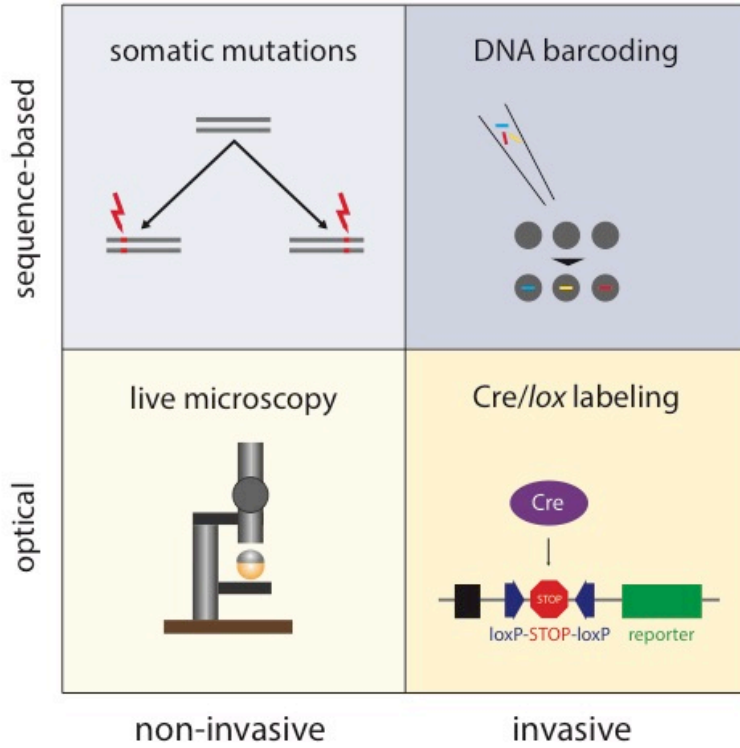 somatic mutations
DNA barcoding
sequence-based
live microscopy
Cre/lox labeling
optical
Cre
STOP
loxP-STOP-loxP
reporter
non-invasive
invasive